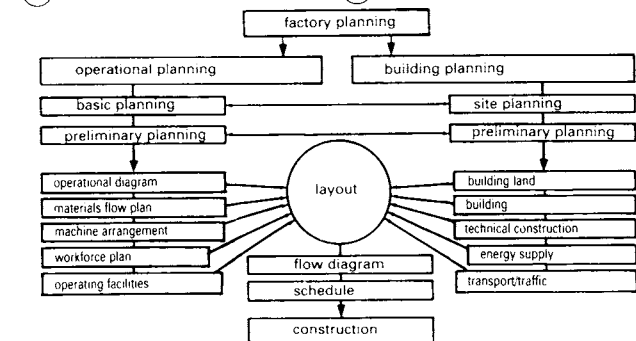 factory planning
operational planning
building planning
basic planning
site planning
preliminary planning
preliminary planning
operational diagram
materials flow plan
machine arrangement
workforce plan
operating facilities
layout
building land
building
technical construction
energy supply
transport/traffic
flow diagram
schedule
construction